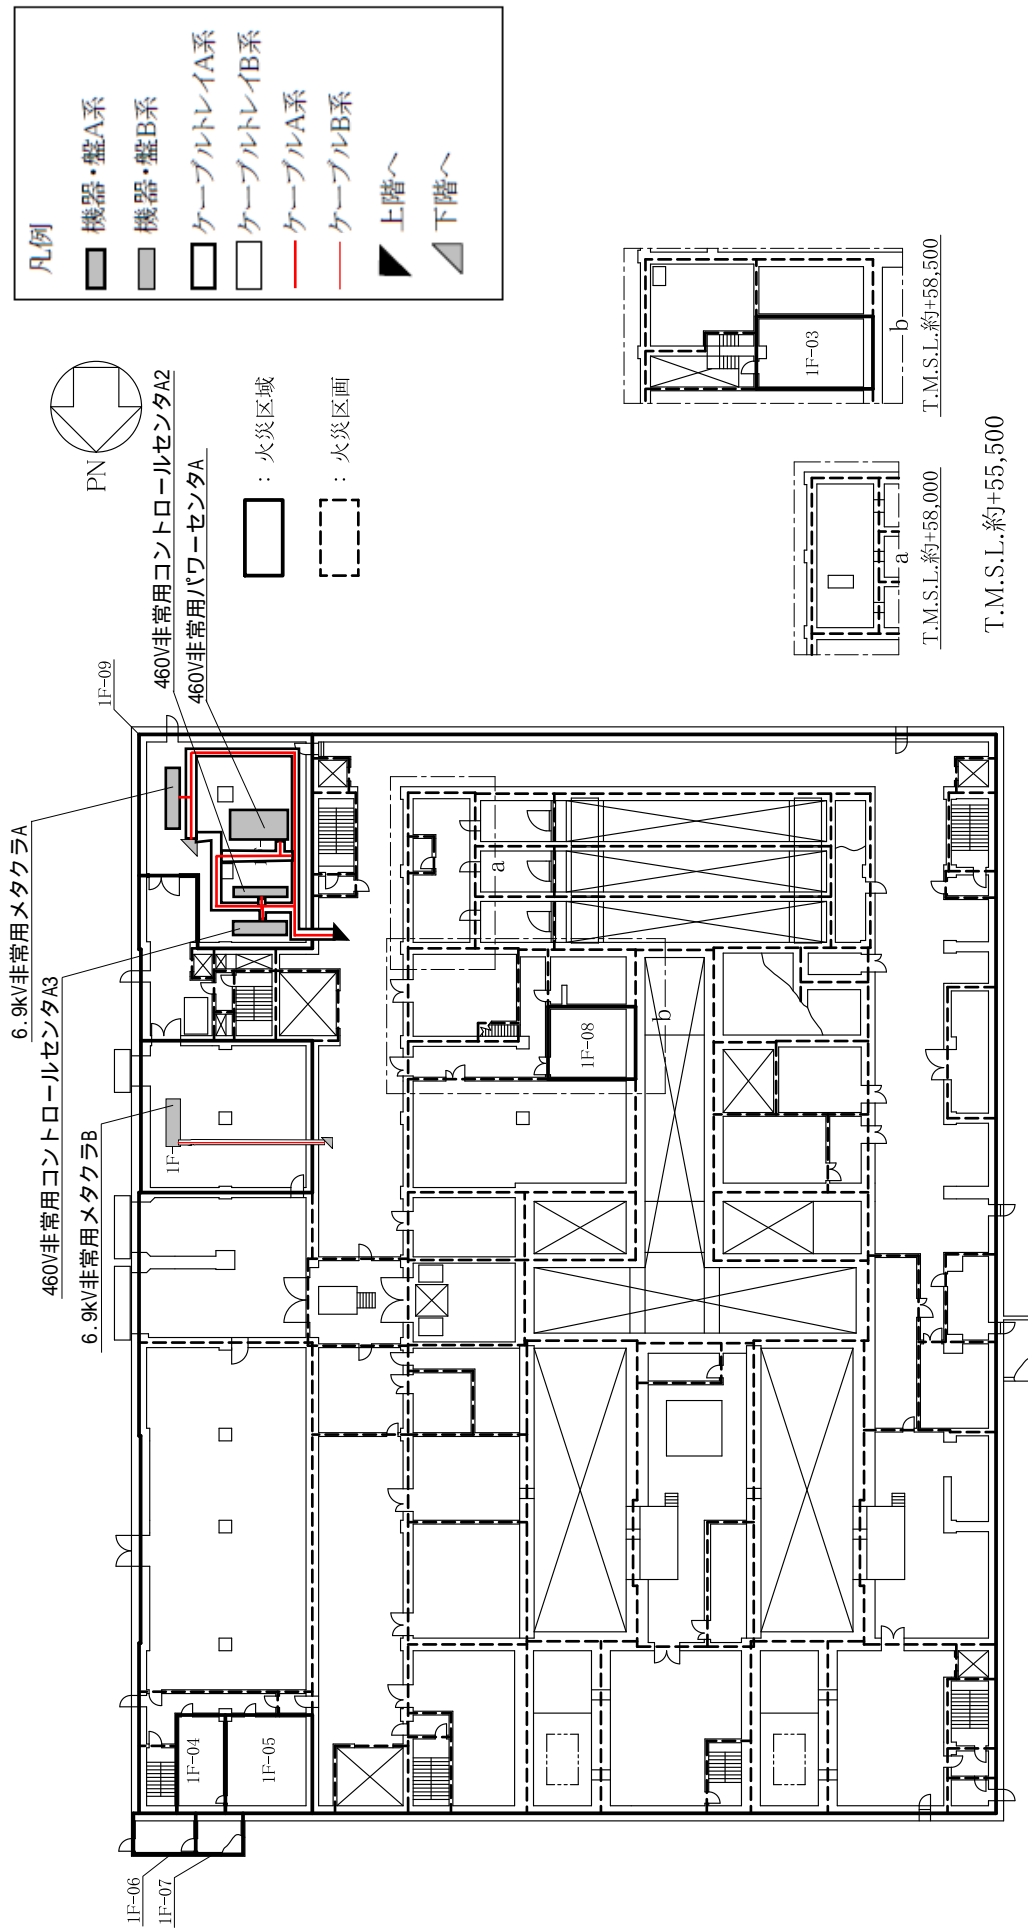 凡例
機器・盤A系
機器・盤B系
ケーブルトレイA系
ケーブルトレイB系
ケーブルA系
ケーブルB系
上階へ
下階へ
PN
: 火災区域
: 火災区画
6.9kV非常用メタクラA
460V非常用コントロールセンタA3
6.9kV非常用メタクラB
460V非常用コントロールセンタA2
460V非常用パワーセンタA
1F-09
1F-
1F-04
1F-05
1F-06
1F-07
1F-08
a
b
1F-03
b
T.M.S.L.約+58,500
a
T.M.S.L.約+58,000
T.M.S.L.約+55,500